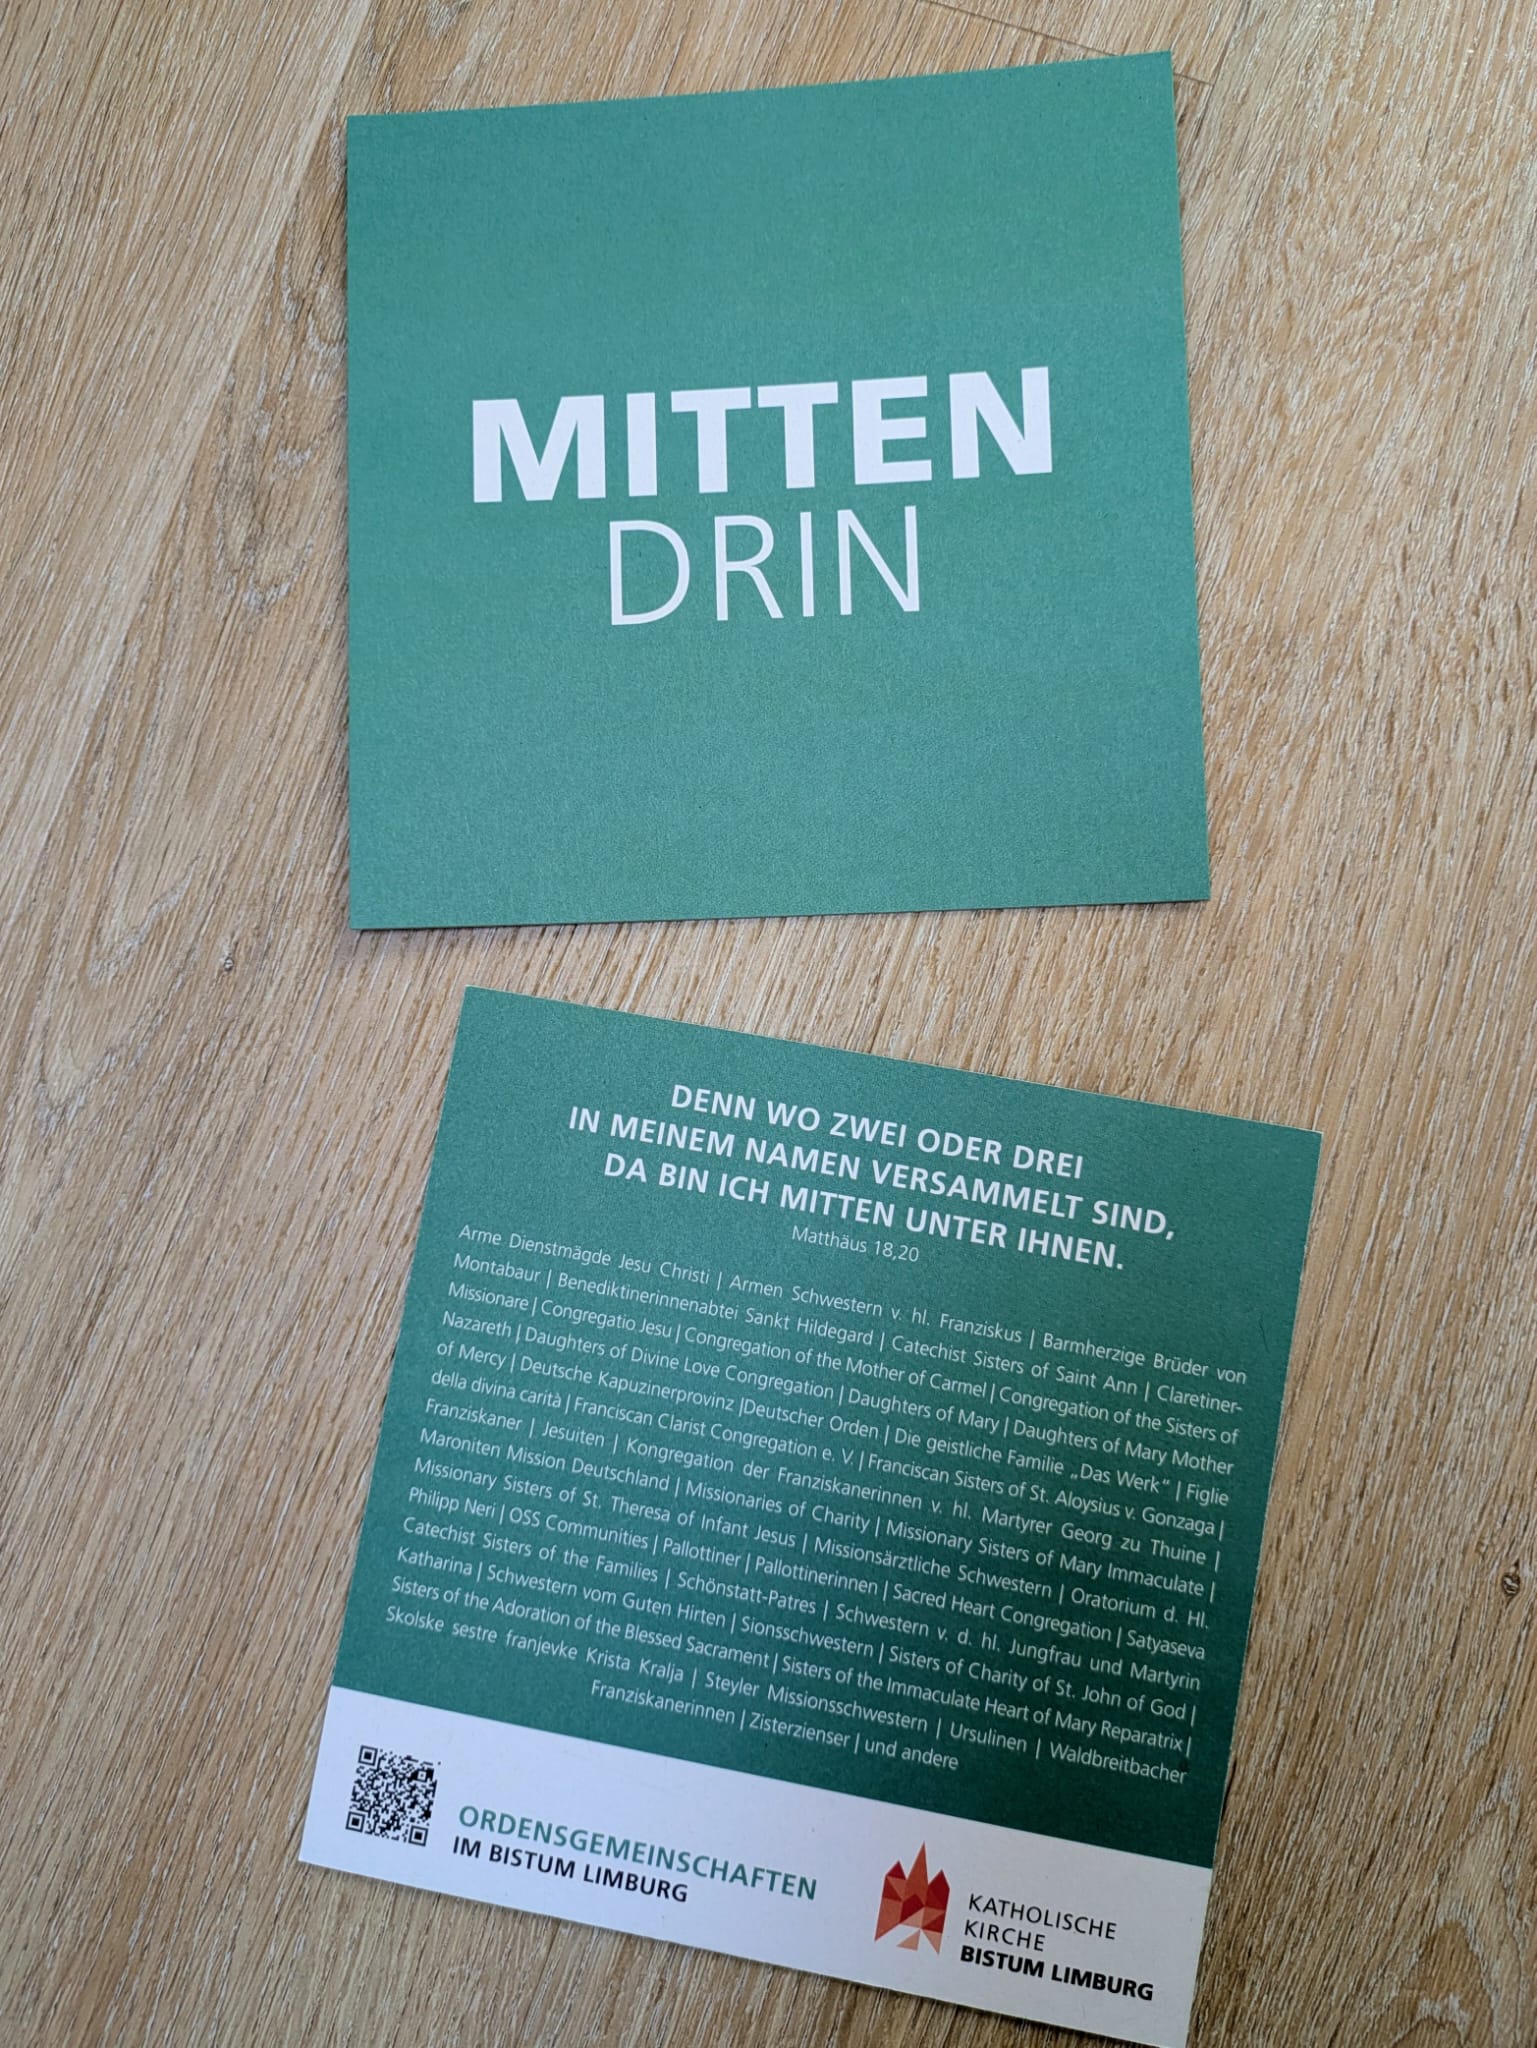 MITTEN
DRIN
DENN WO ZWEI ODER DREI
IN MEINEM NAMEN VERSAMMELT SIND,
DA BIN ICH MITTEN UNTER IHNEN.
Matthäus 18,20
Arme Dienstmägde Jesu Christi | Armen Schwestern v. hl. Franziskus | Barmherzige Brüder von
Montabaur | Benediktinerinnenabtei Sankt Hildegard | Catechist Sisters of Saint Ann | Claretiner-
Missionare | Congregatio Jesu | Congregation of the Mother of Carmel | Congregation of the Sisters of
Nazareth | Daughters of Divine Love Congregation | Daughters of Mary | Daughters of Mary Mother
of Mercy | Deutsche Kapuzinerprovinz |Deutscher Orden | Die geistliche Familie „Das Werk“ | Figlie
della divina carità | Franciscan Clarist Congregation e. V. | Franciscan Sisters of St. Aloysius v. Gonzaga |
Franziskaner | Jesuiten | Kongregation der Franziskanerinnen v. hl. Martyrer Georg zu Thuine |
Maroniten Mission Deutschland | Missionaries of Charity | Missionary Sisters of Mary Immaculate |
Missionary Sisters of St. Theresa of Infant Jesus | Missionsärztliche Schwestern | Oratorium d. Hl.
Philipp Neri | OSS Communities | Pallottiner | Pallottinerinnen | Sacred Heart Congregation | Satyaseva
Catechist Sisters of the Families | Schönstatt-Patres | Schwestern v. d. hl. Jungfrau und Martyrin
Katharina | Schwestern vom Guten Hirten | Sionsschwestern | Sisters of Charity of St. John of God |
Sisters of the Adoration of the Blessed Sacrament | Sisters of the Immaculate Heart of Mary Reparatrix |
Skolske sestre franjevke Krista Kralja | Steyler Missionsschwestern | Ursulinen | Waldbreitbacher
Franziskanerinnen | Zisterzienser | und andere
ORDENSGEMEINSCHAFTEN
IM BISTUM LIMBURG
KATHOLISCHE
KIRCHE
BISTUM LIMBURG